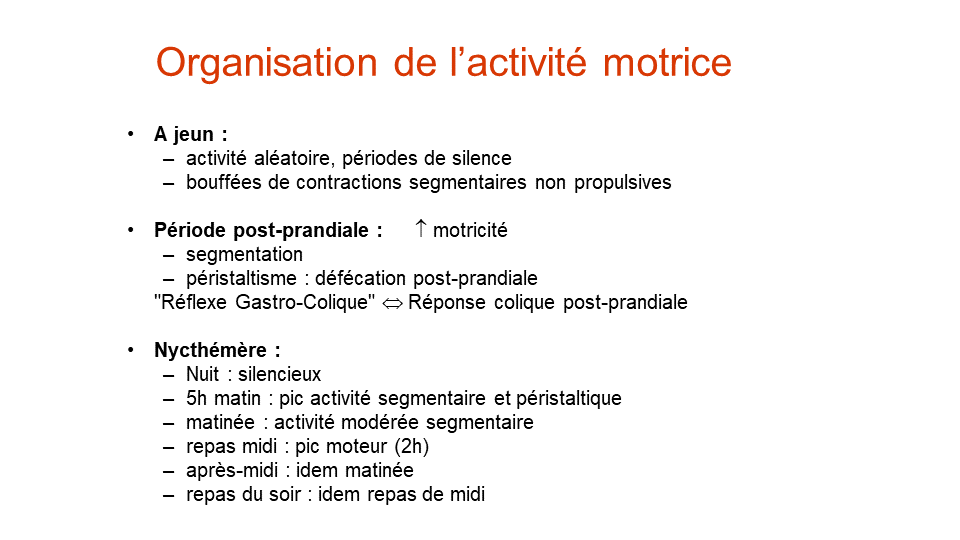 Organisation de l’activité motrice
• A jeun :
– activité aléatoire, périodes de silence
– bouffées de contractions segmentaires non propulsives
• Période post-prandiale : ↑ motricité
– segmentation
– péristaltisme : défécation post-prandiale
"Réflexe Gastro-Colique" ⇔ Réponse colique post-prandiale
• Nycthémère :
– Nuit : silencieux
– 5h matin : pic activité segmentaire et péristaltique
– matinée : activité modérée segmentaire
– repas midi : pic moteur (2h)
– après-midi : idem matinée
– repas du soir : idem repas de midi